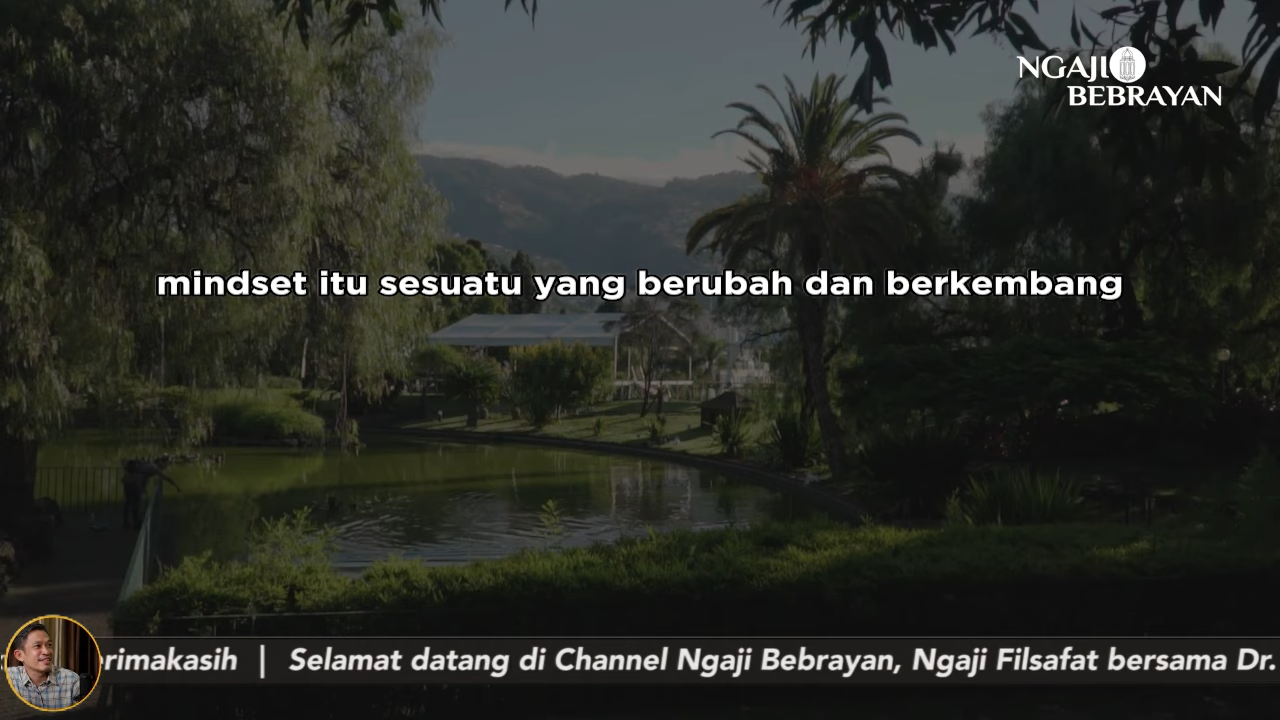 NGAJI
BEBRAYAN
mindset itu sesuatu yang berubah dan berkembang
erimakasih | Selamat datang di Channel Ngaji Bebrayan, Ngaji Filsafat bersama Dr.